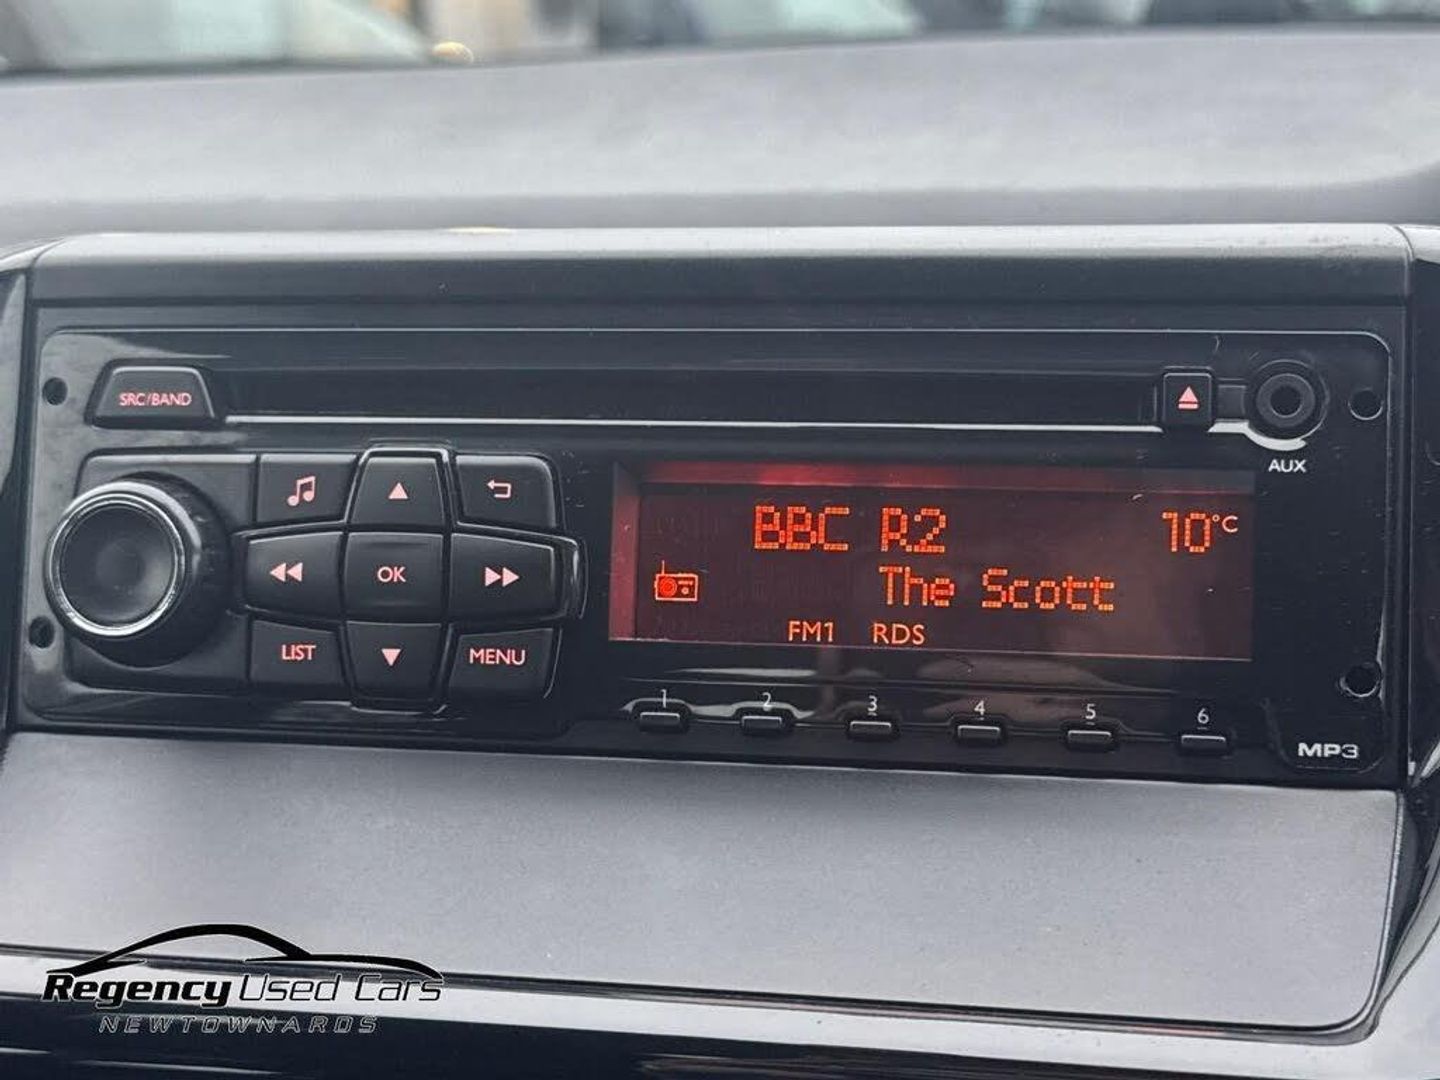 SRC/BAND
AUX
BBC R2 10°C
The Scott
FM1 RDS
OK
LIST
MENU
1 2 3 4 5 6
MP3
Regency Used Cars
NEWTOWNARDS